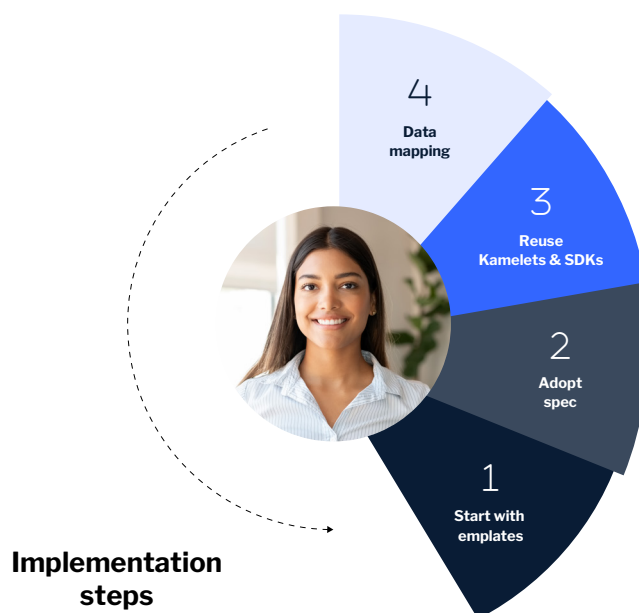 4
Data
mapping
3
Reuse
Kamelets & SDKs
2
Adopt
spec
1
Start with
emplates
Implementation
steps